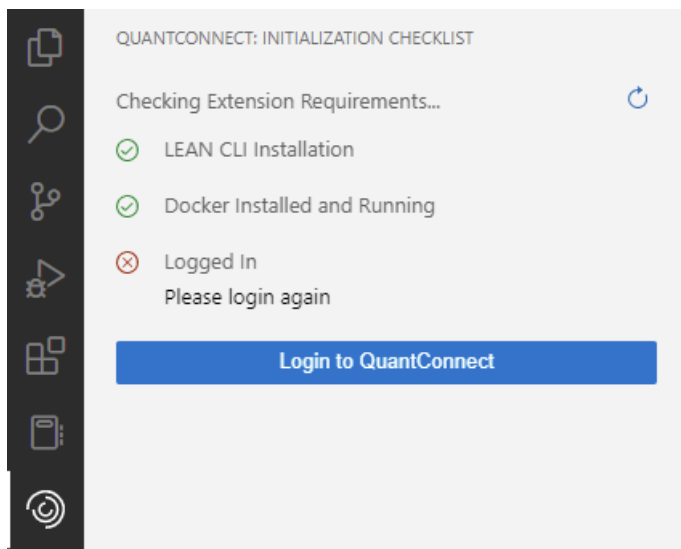 QUANTCONNECT: INITIALIZATION CHECKLIST
Checking Extension Requirements...
LEAN CLI Installation
Docker Installed and Running
Logged In
Please login again
Login to QuantConnect